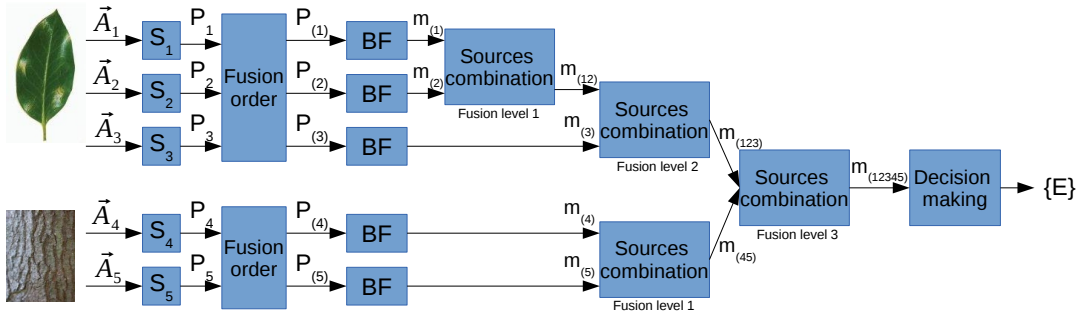 A⃗₁ S₁ P₁ P₍₁₎ BF m₍₁₎
Fusion
order
Sources
combination
Fusion level 1
A⃗₂ S₂ P₂ P₍₂₎ BF m₍₂₎
m₍₁₂₎
Sources
combination
Fusion level 2
A⃗₃ S₃ P₃ P₍₃₎ BF m₍₃₎
m₍₁₂₃₎
Sources
combination
Fusion level 3
m₍₁₂₃₄₅₎
Decision
making
{E}
A⃗₄ S₄ P₄ P₍₄₎ BF m₍₄₎
Fusion
order
Sources
combination
Fusion level 1
m₍₄₅₎
A⃗₅ S₅ P₅ P₍₅₎ BF m₍₅₎